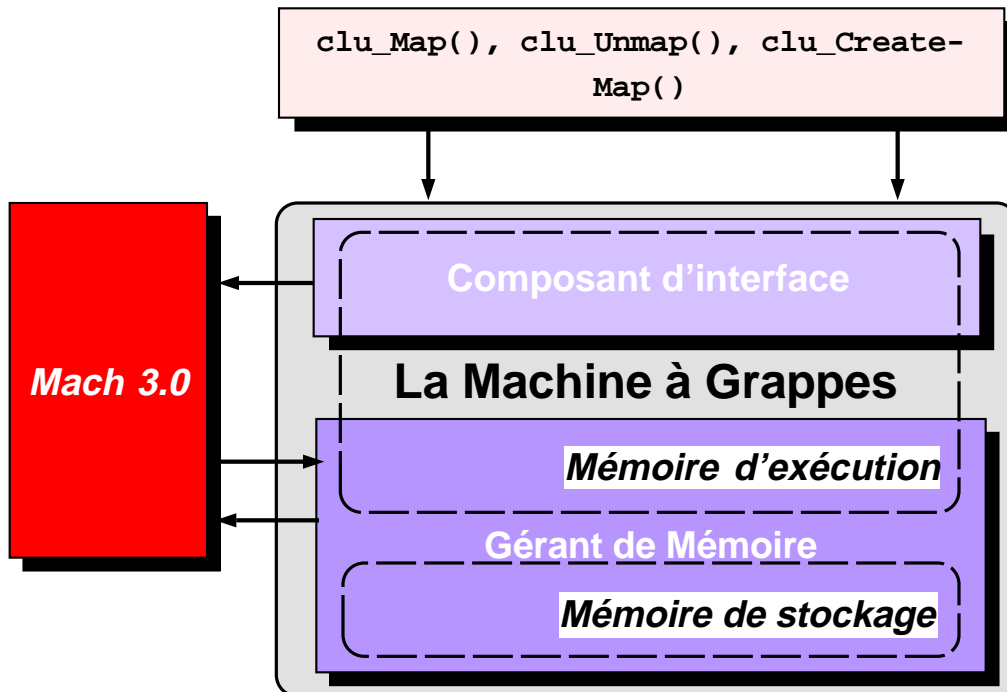 clu_Map(), clu_Unmap(), clu_Create-
Map()
Composant d’interface
Mach 3.0
La Machine à Grappes
Mémoire d’exécution
Gérant de Mémoire
Mémoire de stockage